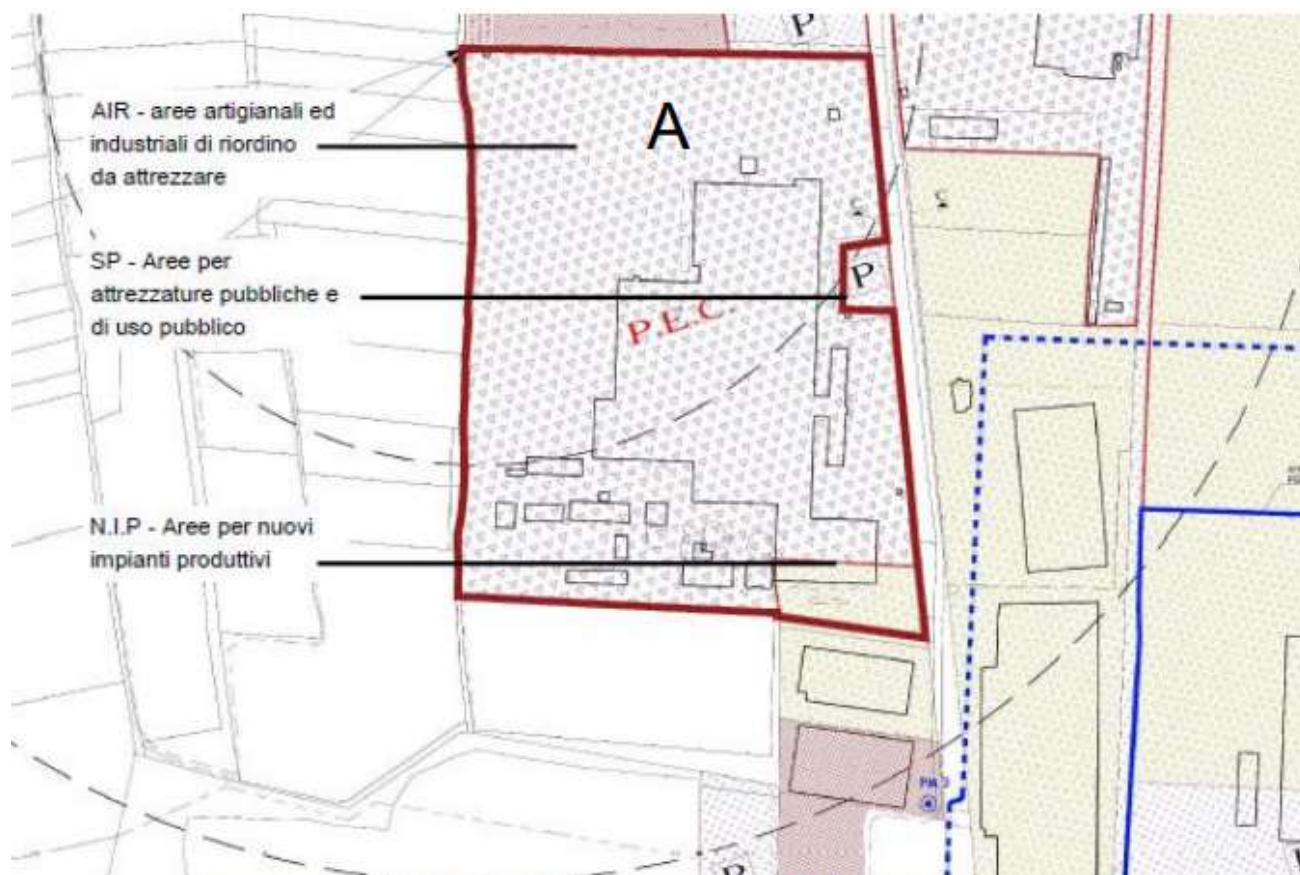 P
A
AIR - aree artigianali ed
industriali di riordino
da attrezzare
SP - Aree per
attrezzature pubbliche e
di uso pubblico
P
P.E.C.
N.I.P - Aree per nuovi
impianti produttivi
P